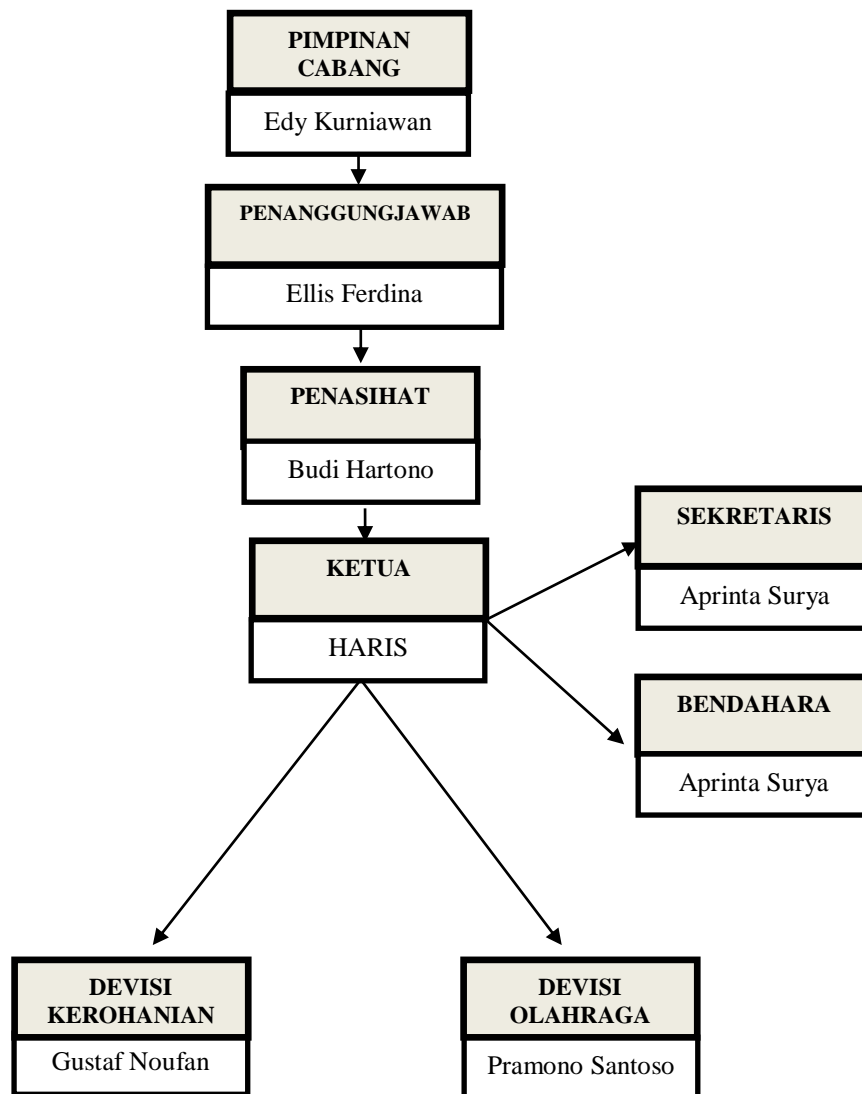 PIMPINAN
CABANG
Edy Kurniawan
PENANGGUNGJAWAB
Ellis Ferdina
PENASIHAT
Budi Hartono
KETUA
HARIS
SEKRETARIS
Aprinta Surya
BENDAHARA
Aprinta Surya
DEVISI
KEROHANIAN
Gustaf Noufan
DEVISI
OLAHRAGA
Pramono Santoso